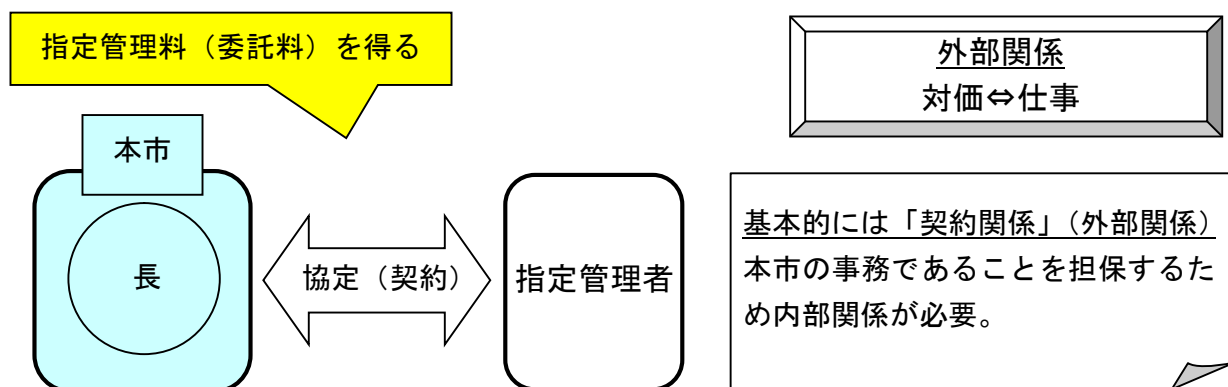 指定管理料（委託料）を得る
外部関係
対価⇔仕事
本市
長
協定（契約）
指定管理者
基本的には「契約関係」（外部関係）
本市の事務であることを担保するた
め内部関係が必要。